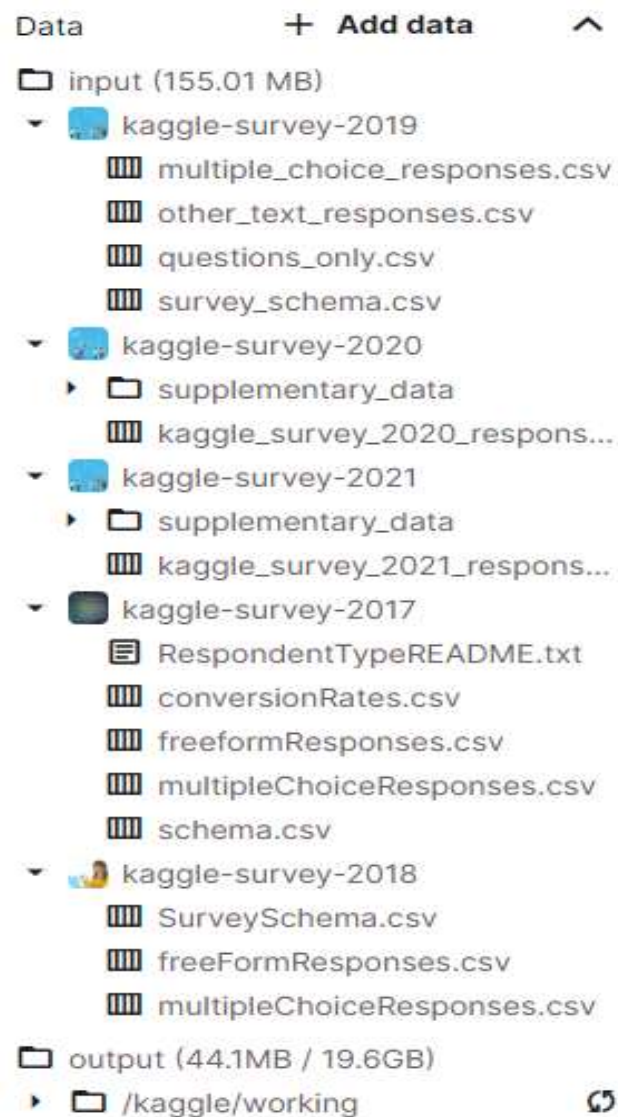 Data + Add data
input (155.01 MB)
kaggle-survey-2019
multiple_choice_responses.csv
other_text_responses.csv
questions_only.csv
survey_schema.csv
kaggle-survey-2020
supplementary_data
kaggle_survey_2020_respons...
kaggle-survey-2021
supplementary_data
kaggle_survey_2021_respons...
kaggle-survey-2017
RespondentTypeREADME.txt
conversionRates.csv
freeformResponses.csv
multipleChoiceResponses.csv
schema.csv
kaggle-survey-2018
SurveySchema.csv
freeFormResponses.csv
multipleChoiceResponses.csv
output (44.1MB / 19.6GB)
/kaggle/working